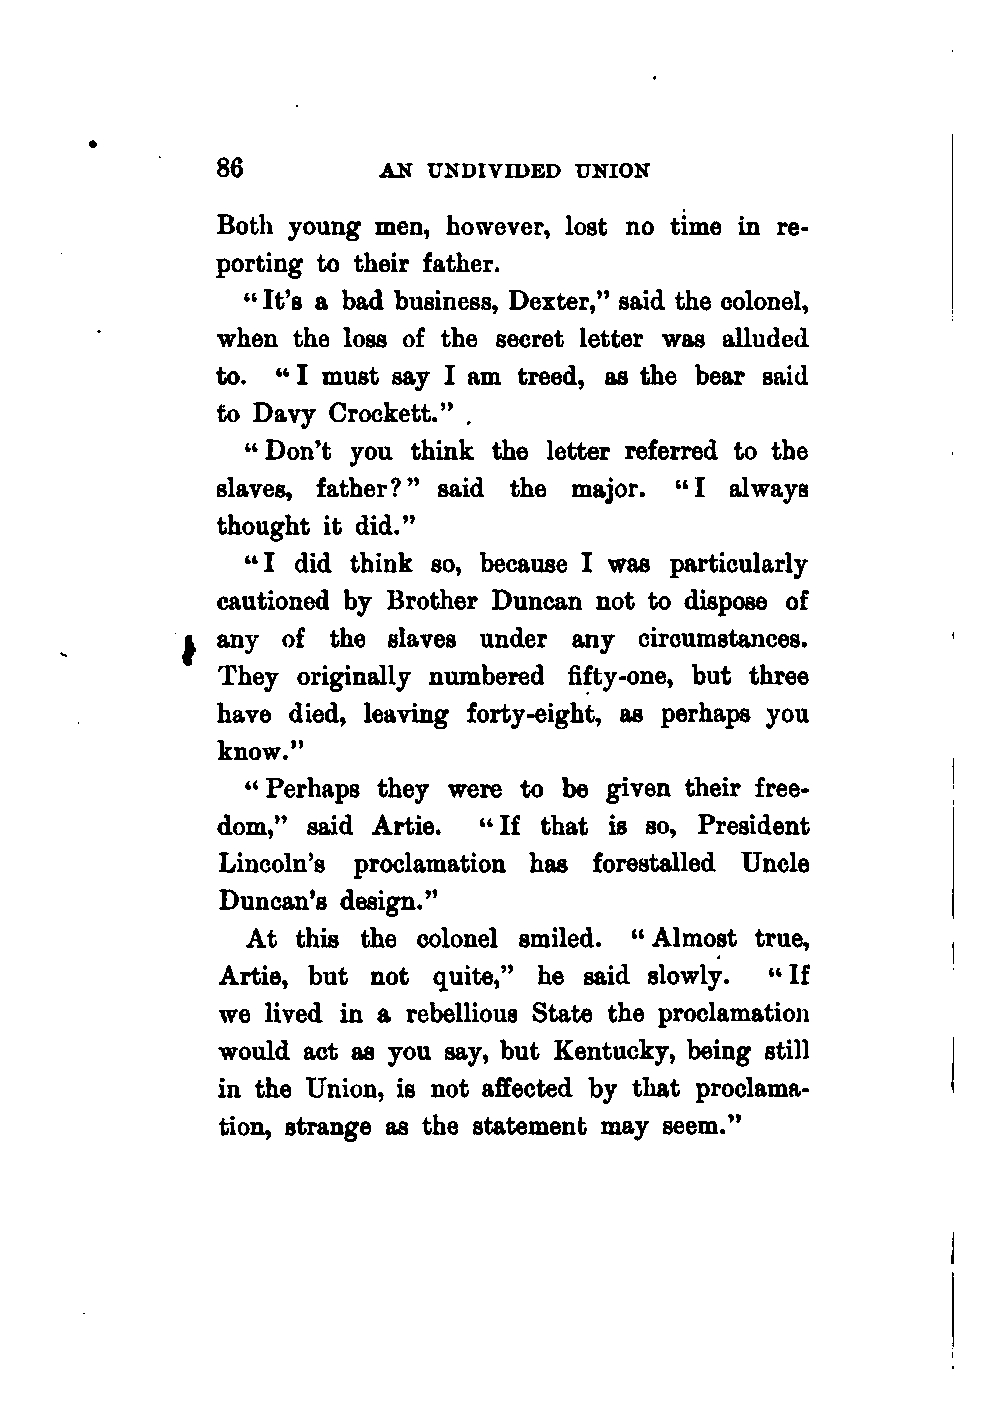 86 AN UNDIVIDED UNION
Both young men, however, lost no time in re-
porting to their father.
"It's a bad business, Dexter," said the colonel,
when the loss of the secret letter was alluded
to. "I must say I am treed, as the bear said
to Davy Crockett."
"Don't you think the letter referred to the
slaves, father?" said the major. "I always
thought it did."
"I did think so, because I was particularly
cautioned by Brother Duncan not to dispose of
any of the slaves under any circumstances.
They originally numbered fifty-one, but three
have died, leaving forty-eight, as perhaps you
know."
"Perhaps they were to be given their free-
dom," said Artie. "If that is so, President
Lincoln's proclamation has forestalled Uncle
Duncan's design."
At this the colonel smiled. "Almost true,
Artie, but not quite," he said slowly. "If
we lived in a rebellious State the proclamation
would act as you say, but Kentucky, being still
in the Union, is not affected by that proclama-
tion, strange as the statement may seem."